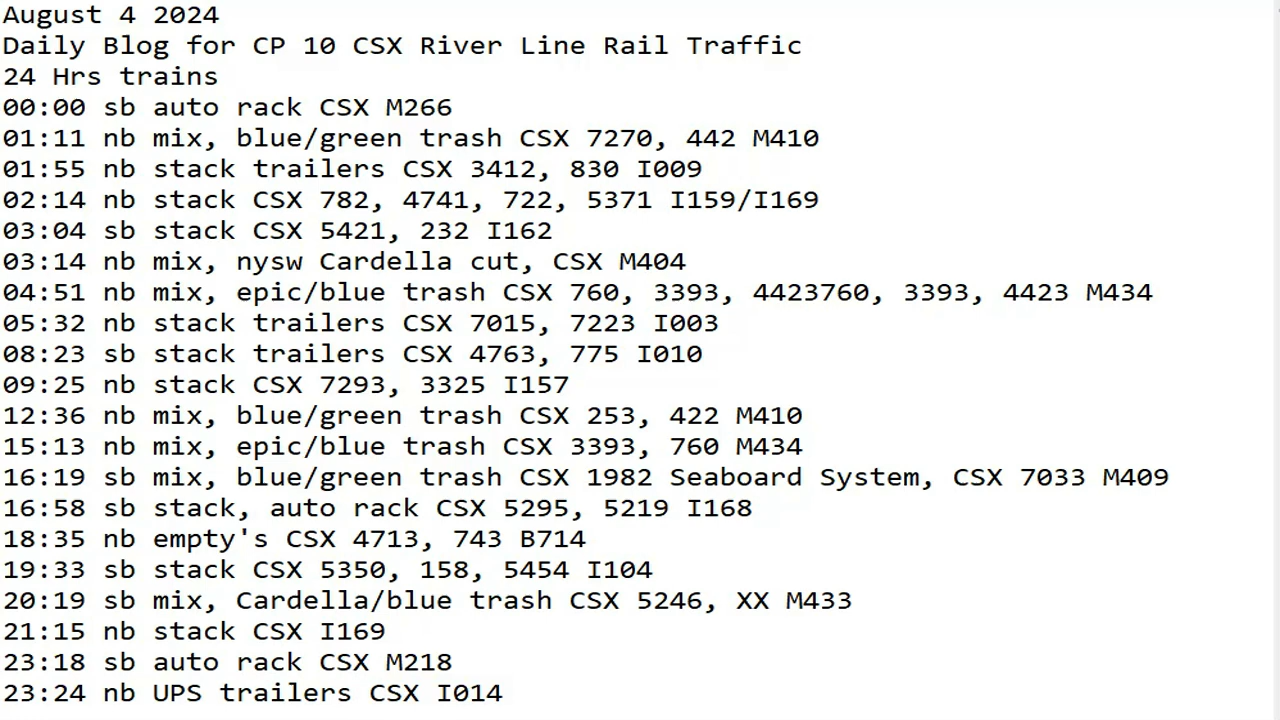 August 4 2024
Daily Blog for CP 10 CSX River Line Rail Traffic
24 Hrs trains
00:00 sb auto rack CSX M266
01:11 nb mix, blue/green trash CSX 7270, 442 M410
01:55 nb stack trailers CSX 3412, 830 I009
02:14 nb stack CSX 782, 4741, 722, 5371 I159/I169
03:04 sb stack CSX 5421, 232 I162
03:14 nb mix, nysw Cardella cut, CSX M404
04:51 nb mix, epic/blue trash CSX 760, 3393, 4423760, 3393, 4423 M434
05:32 nb stack trailers CSX 7015, 7223 I003
08:23 sb stack trailers CSX 4763, 775 I010
09:25 nb stack CSX 7293, 3325 I157
12:36 nb mix, blue/green trash CSX 253, 422 M410
15:13 nb mix, epic/blue trash CSX 3393, 760 M434
16:19 sb mix, blue/green trash CSX 1982 Seaboard System, CSX 7033 M409
16:58 sb stack, auto rack CSX 5295, 5219 I168
18:35 nb empty's CSX 4713, 743 B714
19:33 sb stack CSX 5350, 158, 5454 I104
20:19 sb mix, Cardella/blue trash CSX 5246, XX M433
21:15 nb stack CSX I169
23:18 sb auto rack CSX M218
23:24 nb UPS trailers CSX I014